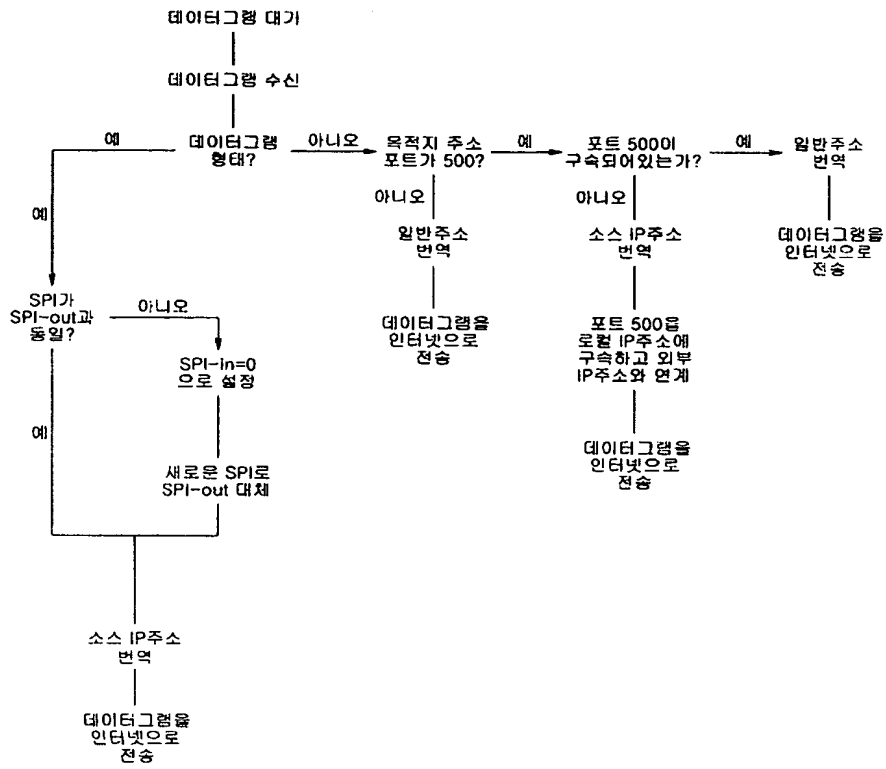 데이터그램 대기
데이터그램 수신
예
데이터그램
형태?
아니오
목적지 주소
포트가 500?
예
포트 500이
구속되어있는가?
예
일반주소
번역
아니오
아니오
예
일반주소
번역
소스 IP주소
번역
데이터그램을
인터넷으로
전송
SPI가
SPI-out과
동일?
아니오
데이터그램을
인터넷으로
전송
포트 500을
로컬 IP주소에
구속하고 외부
IP주소와 연계
SPI-in=0
으로 설정
예
데이터그램을
인터넷으로
전송
새로운 SPI로
SPI-out 대체
소스 IP주소
번역
데이터그램을
인터넷으로
전송